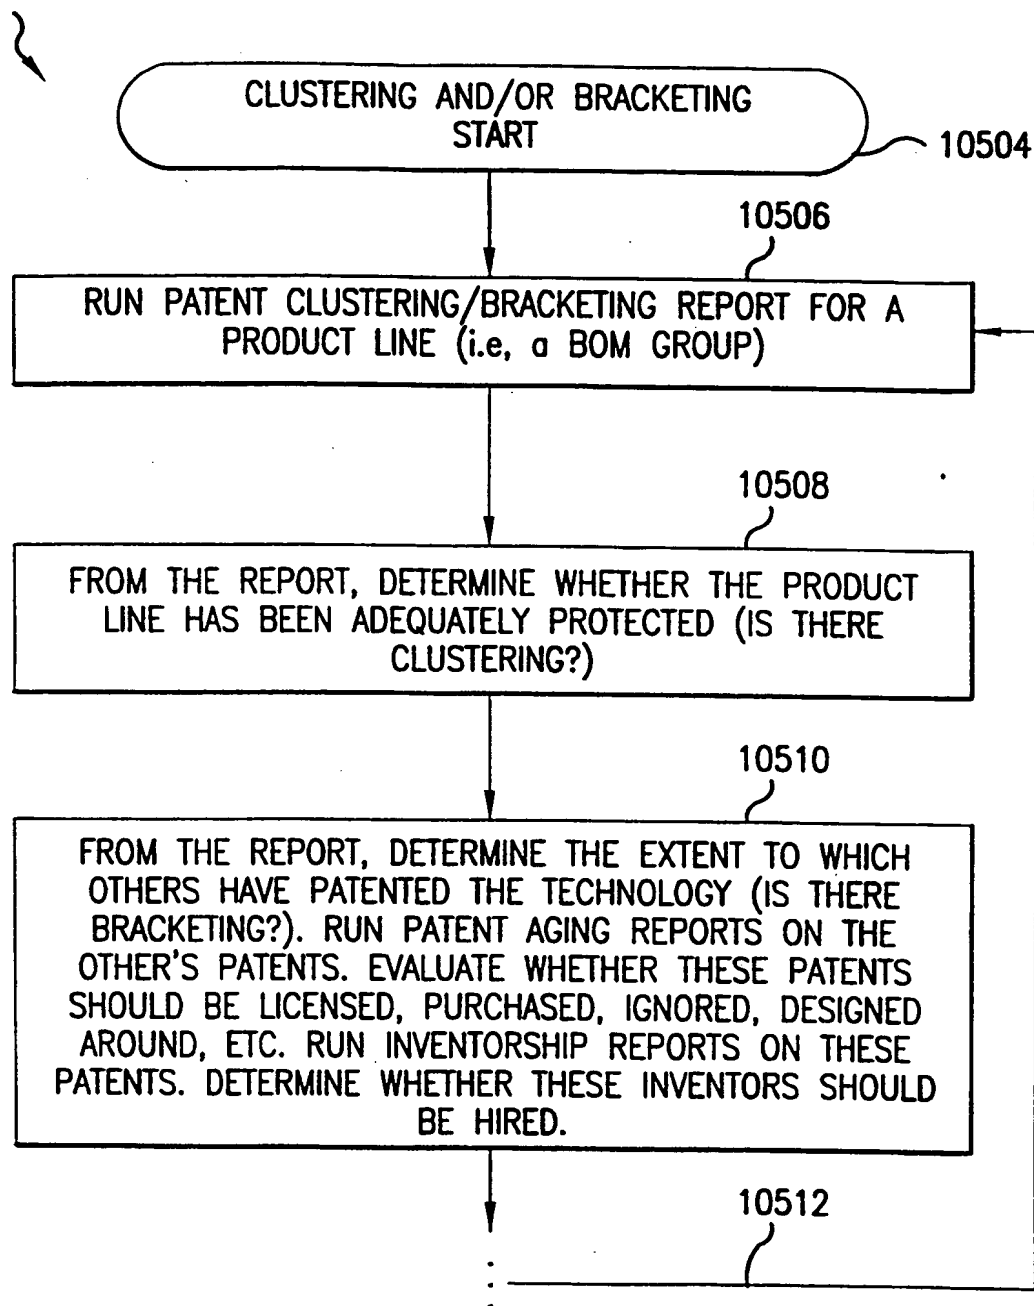 CLUSTERING AND/OR BRACKETING
START
10504
10506
RUN PATENT CLUSTERING/BRACKETING REPORT FOR A
PRODUCT LINE (i.e, a BOM GROUP)
10508
FROM THE REPORT, DETERMINE WHETHER THE PRODUCT
LINE HAS BEEN ADEQUATELY PROTECTED (IS THERE
CLUSTERING?)
10510
FROM THE REPORT, DETERMINE THE EXTENT TO WHICH
OTHERS HAVE PATENTED THE TECHNOLOGY (IS THERE
BRACKETING?). RUN PATENT AGING REPORTS ON THE
OTHER'S PATENTS. EVALUATE WHETHER THESE PATENTS
SHOULD BE LICENSED, PURCHASED, IGNORED, DESIGNED
AROUND, ETC. RUN INVENTORSHIP REPORTS ON THESE
PATENTS. DETERMINE WHETHER THESE INVENTORS SHOULD
BE HIRED.
10512